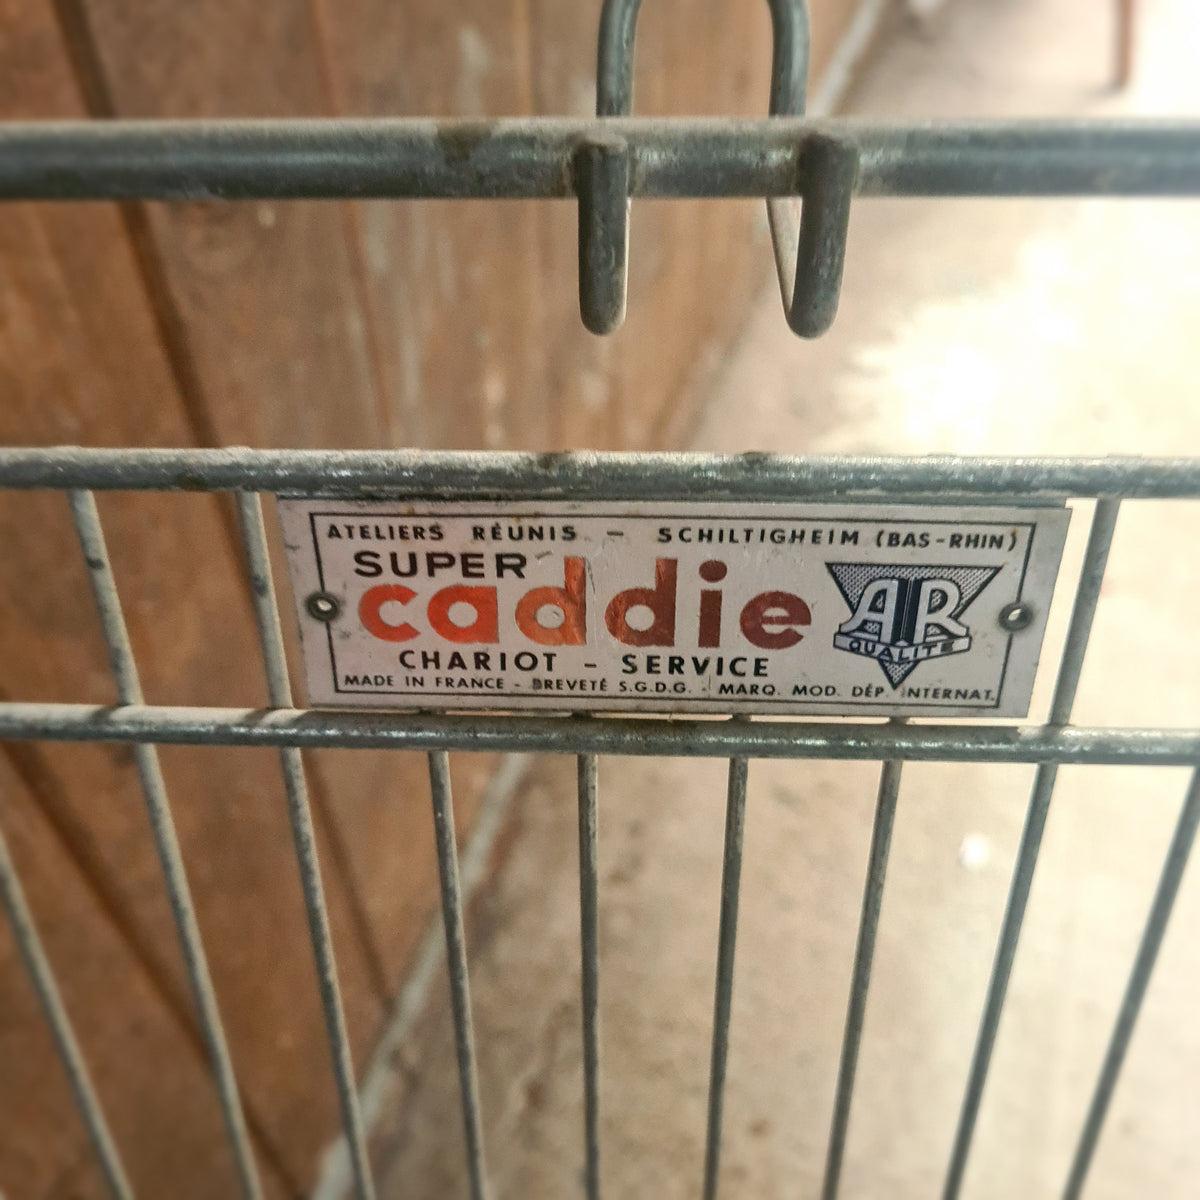 ATELIERS RÉUNIS – SCHILTIGHEIM (BAS-RHIN)
SUPER
caddie
AR
QUALITÉ
CHARIOT – SERVICE
MADE IN FRANCE - BREVETÉ S.G.D.G. - MARQ. MOD. DÉP. INTERNAT.